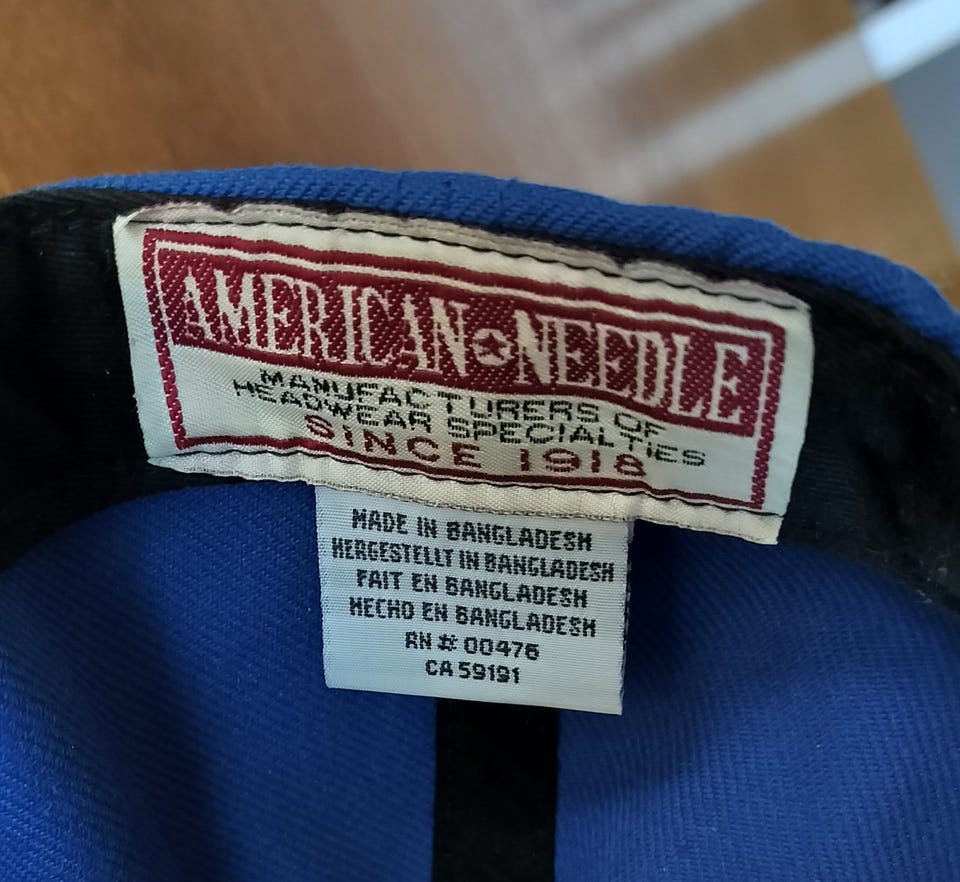 AMERICAN NEEDLE
MANUFACTURERS OF
HEADWEAR SPECIALTIES
SINCE 1918
MADE IN BANGLADESH
HERGESTELLT IN BANGLADESH
FAIT EN BANGLADESH
HECHO EN BANGLADESH
RN # 00476
CA 59191